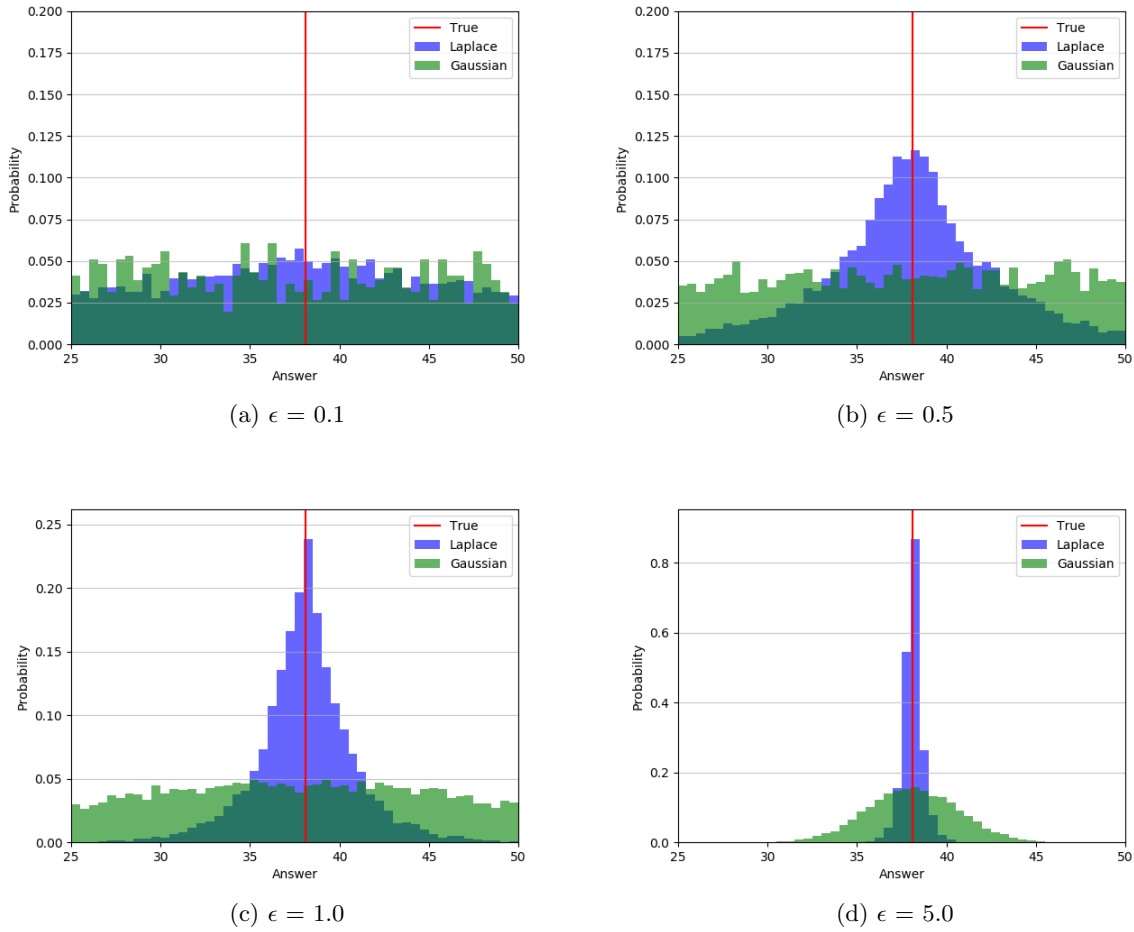 0.200
0.175
0.150
0.125
0.100
0.075
0.050
0.025
0.000
Probability
25 30 35 40 45 50
Answer
True
Laplace
Gaussian
(a) ϵ = 0.1
0.200
0.175
0.150
0.125
0.100
0.075
0.050
0.025
0.000
Probability
25 30 35 40 45 50
Answer
True
Laplace
Gaussian
(b) ϵ = 0.5
0.25
0.20
0.15
0.10
0.05
0.00
Probability
25 30 35 40 45 50
Answer
True
Laplace
Gaussian
(c) ϵ = 1.0
0.8
0.6
0.4
0.2
0.0
Probability
25 30 35 40 45 50
Answer
True
Laplace
Gaussian
(d) ϵ = 5.0